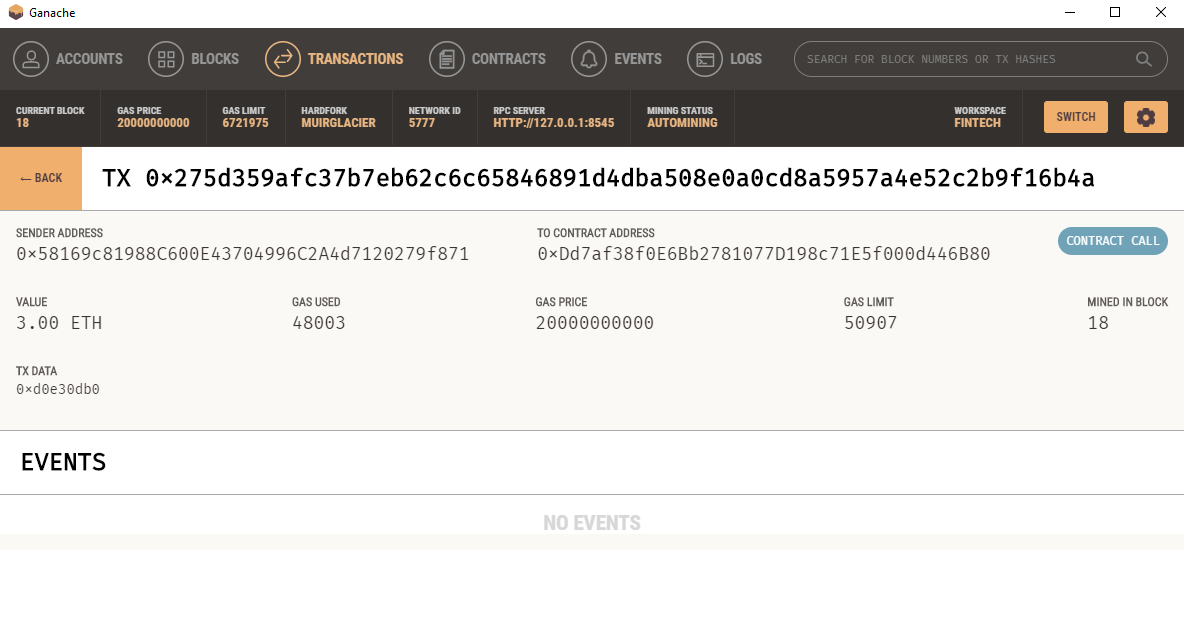 Ganache
ACCOUNTS BLOCKS TRANSACTIONS CONTRACTS EVENTS LOGS SEARCH FOR BLOCK NUMBERS OR TX HASHES
CURRENT BLOCK GAS PRICE GAS LIMIT HARDFORK NETWORK ID RPC SERVER MINING STATUS WORKSPACE
18 20000000000 6721975 MUIRGLACIER 5777 HTTP://127.0.0.1:8545 AUTOMINING FINTECH SWITCH
← BACK TX 0×275d359afc37b7eb62c6c65846891d4dba508e0a0cd8a5957a4e52c2b9f16b4a
SENDER ADDRESS TO CONTRACT ADDRESS
0×58169c81988C600E43704996C2A4d7120279f871 0×Dd7af38f0E6Bb2781077D198c71E5f000d446B80 CONTRACT CALL
VALUE GAS USED GAS PRICE GAS LIMIT MINED IN BLOCK
3.00 ETH 48003 20000000000 50907 18
TX DATA
0×d0e30db0
EVENTS
NO EVENTS